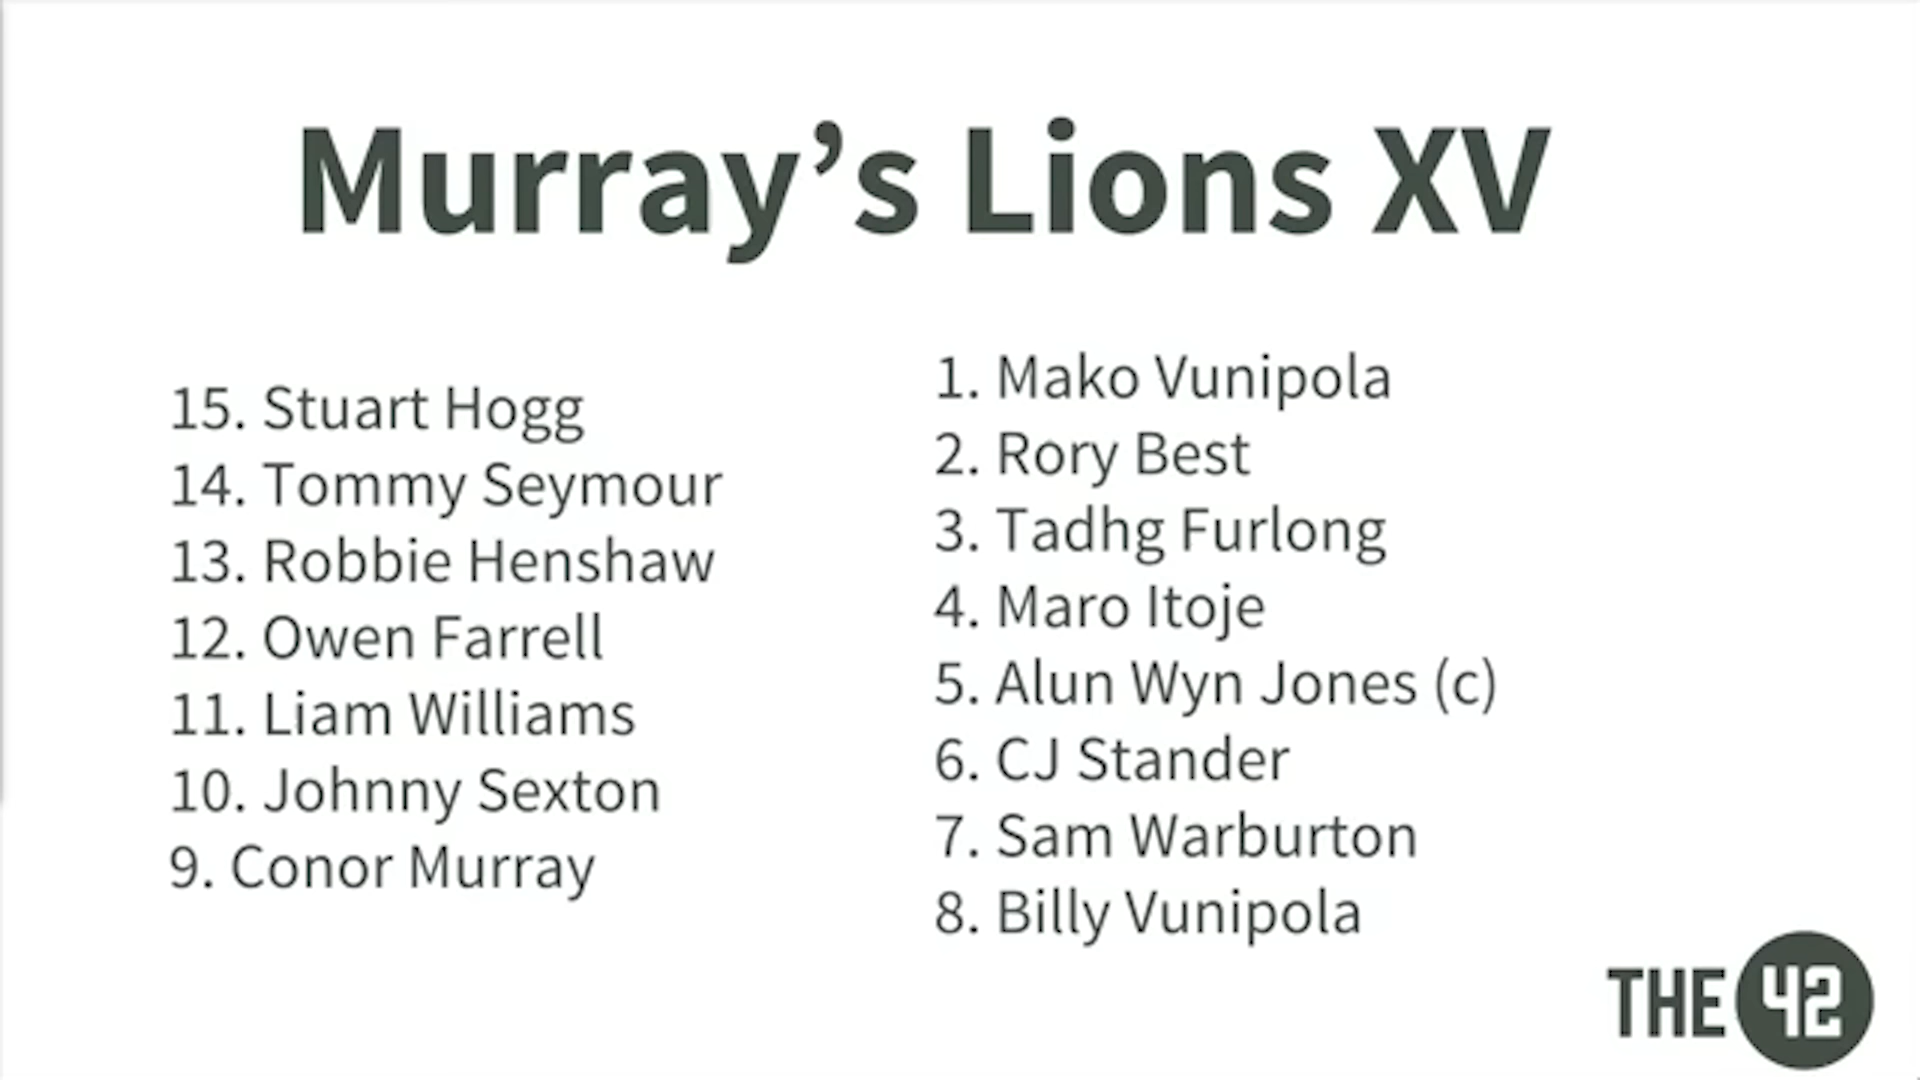 Murray’s Lions XV
15. Stuart Hogg
14. Tommy Seymour
13. Robbie Henshaw
12. Owen Farrell
11. Liam Williams
10. Johnny Sexton
9. Conor Murray
1. Mako Vunipola
2. Rory Best
3. Tadhg Furlong
4. Maro Itoje
5. Alun Wyn Jones (c)
6. CJ Stander
7. Sam Warburton
8. Billy Vunipola
THE 42